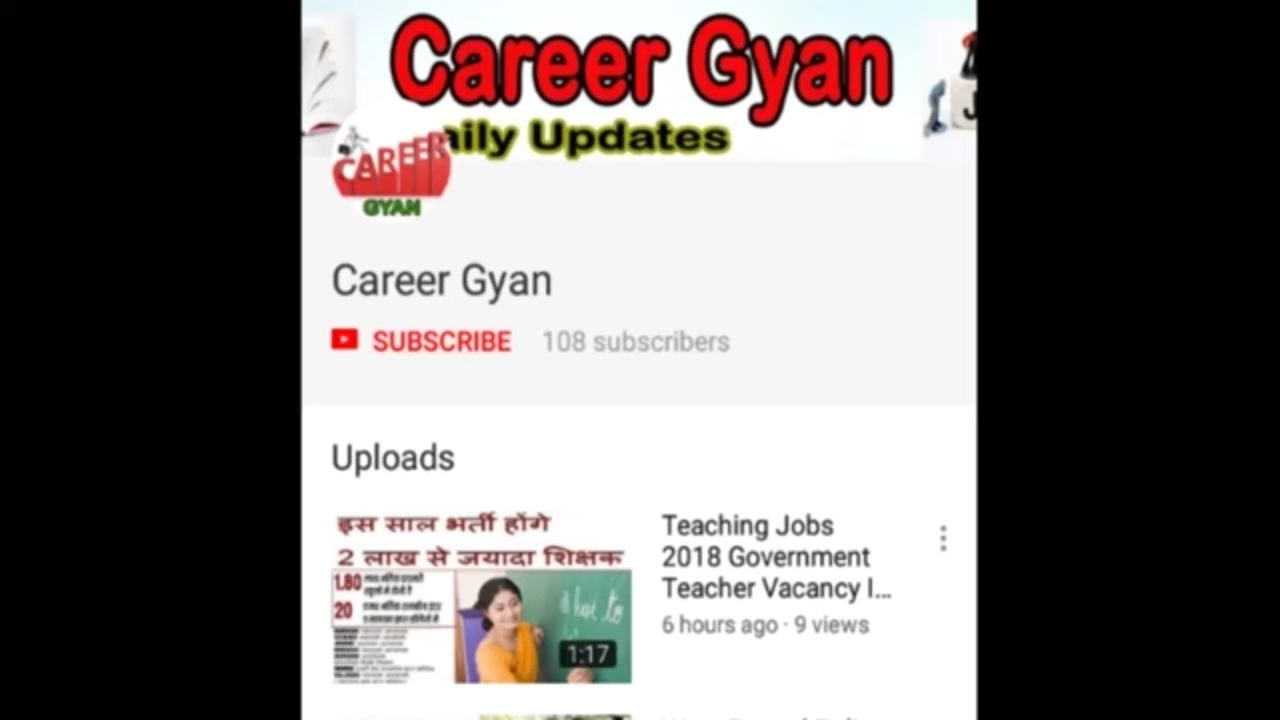 Career Gyan
aily Updates
CAREER
GYAN
Career Gyan
SUBSCRIBE 108 subscribers
Uploads
इस साल भर्ती होंगे
2 लाख से जयादा शिक्षक
1.80
20
1:17
Teaching Jobs
2018 Government
Teacher Vacancy I...
6 hours ago · 9 views